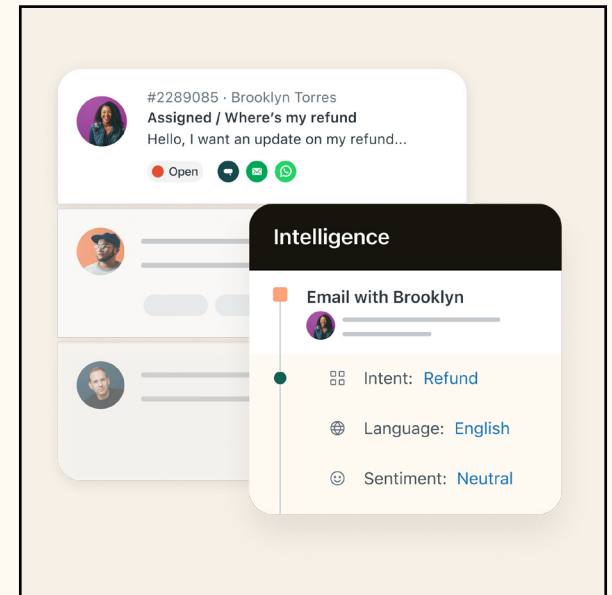 #2289085 · Brooklyn Torres
Assigned / Where's my refund
Hello, I want an update on my refund...
Open
Intelligence
Email with Brooklyn
Intent: Refund
Language: English
Sentiment: Neutral